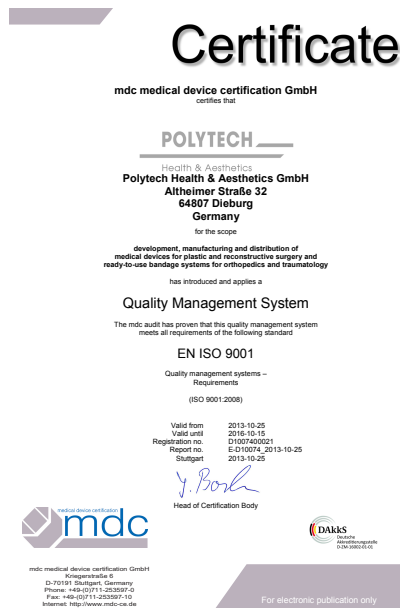 Certificate
mdc medical device certification GmbH
certifies that
POLYTECH
Health & Aesthetics
Polytech Health & Aesthetics GmbH
Altheimer Straße 32
64807 Dieburg
Germany
for the scope
development, manufacturing and distribution of
medical devices for plastic and reconstructive surgery and
ready-to-use bandage systems for orthopedics and traumatology
has introduced and applies a
Quality Management System
The mdc audit has proven that this quality management system
meets all requirements of the following standard
EN ISO 9001
Quality management systems –
Requirements
(ISO 9001:2008)
Valid from 2013-10-25
Valid until 2016-10-15
Registration no. D1007400021
Report no. E-D10074_2013-10-25
Stuttgart 2013-10-25
Head of Certification Body
medical device certification
mdc
DAkkS
Deutsche
Akkreditierungsstelle
D-ZM-16002-01-01
mdc medical device certification GmbH
Kriegerstraße 6
D-70191 Stuttgart, Germany
Phone: +49-(0)711-253597-0
Fax: +49-(0)711-253597-10
Internet: http://www.mdc-ce.de
For electronic publication only